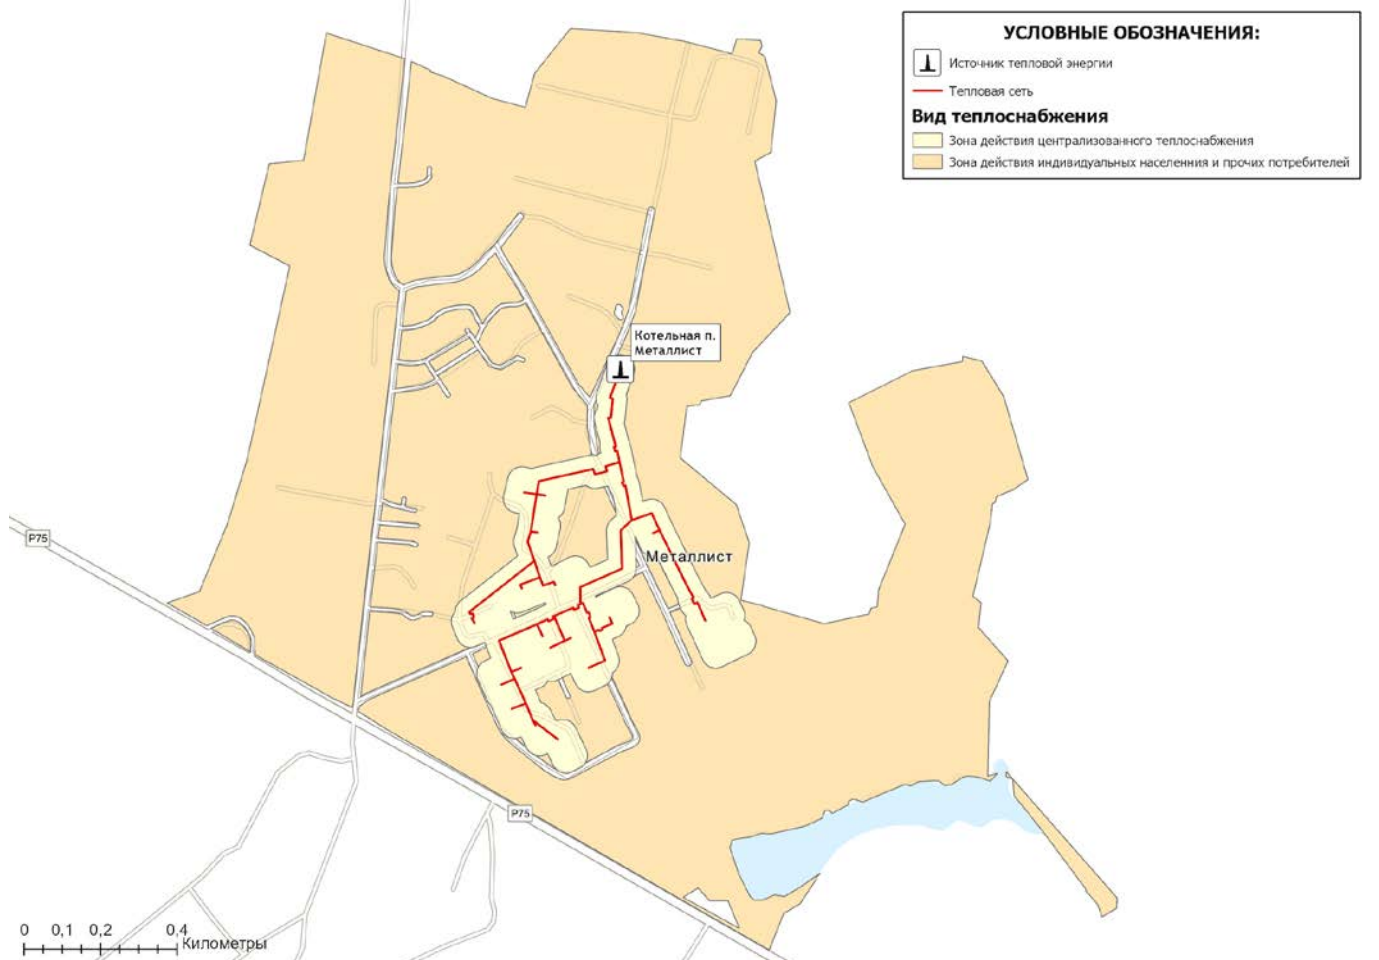 УСЛОВНЫЕ ОБОЗНАЧЕНИЯ:
Источник тепловой энергии
Тепловая сеть
Вид теплоснабжения
Зона действия централизованного теплоснабжения
Зона действия индивидуальных населенния и прочих потребителей
Котельная п.
Металлист
Р75
Металлист
Р75
0 0,1 0,2 0,4
Километры